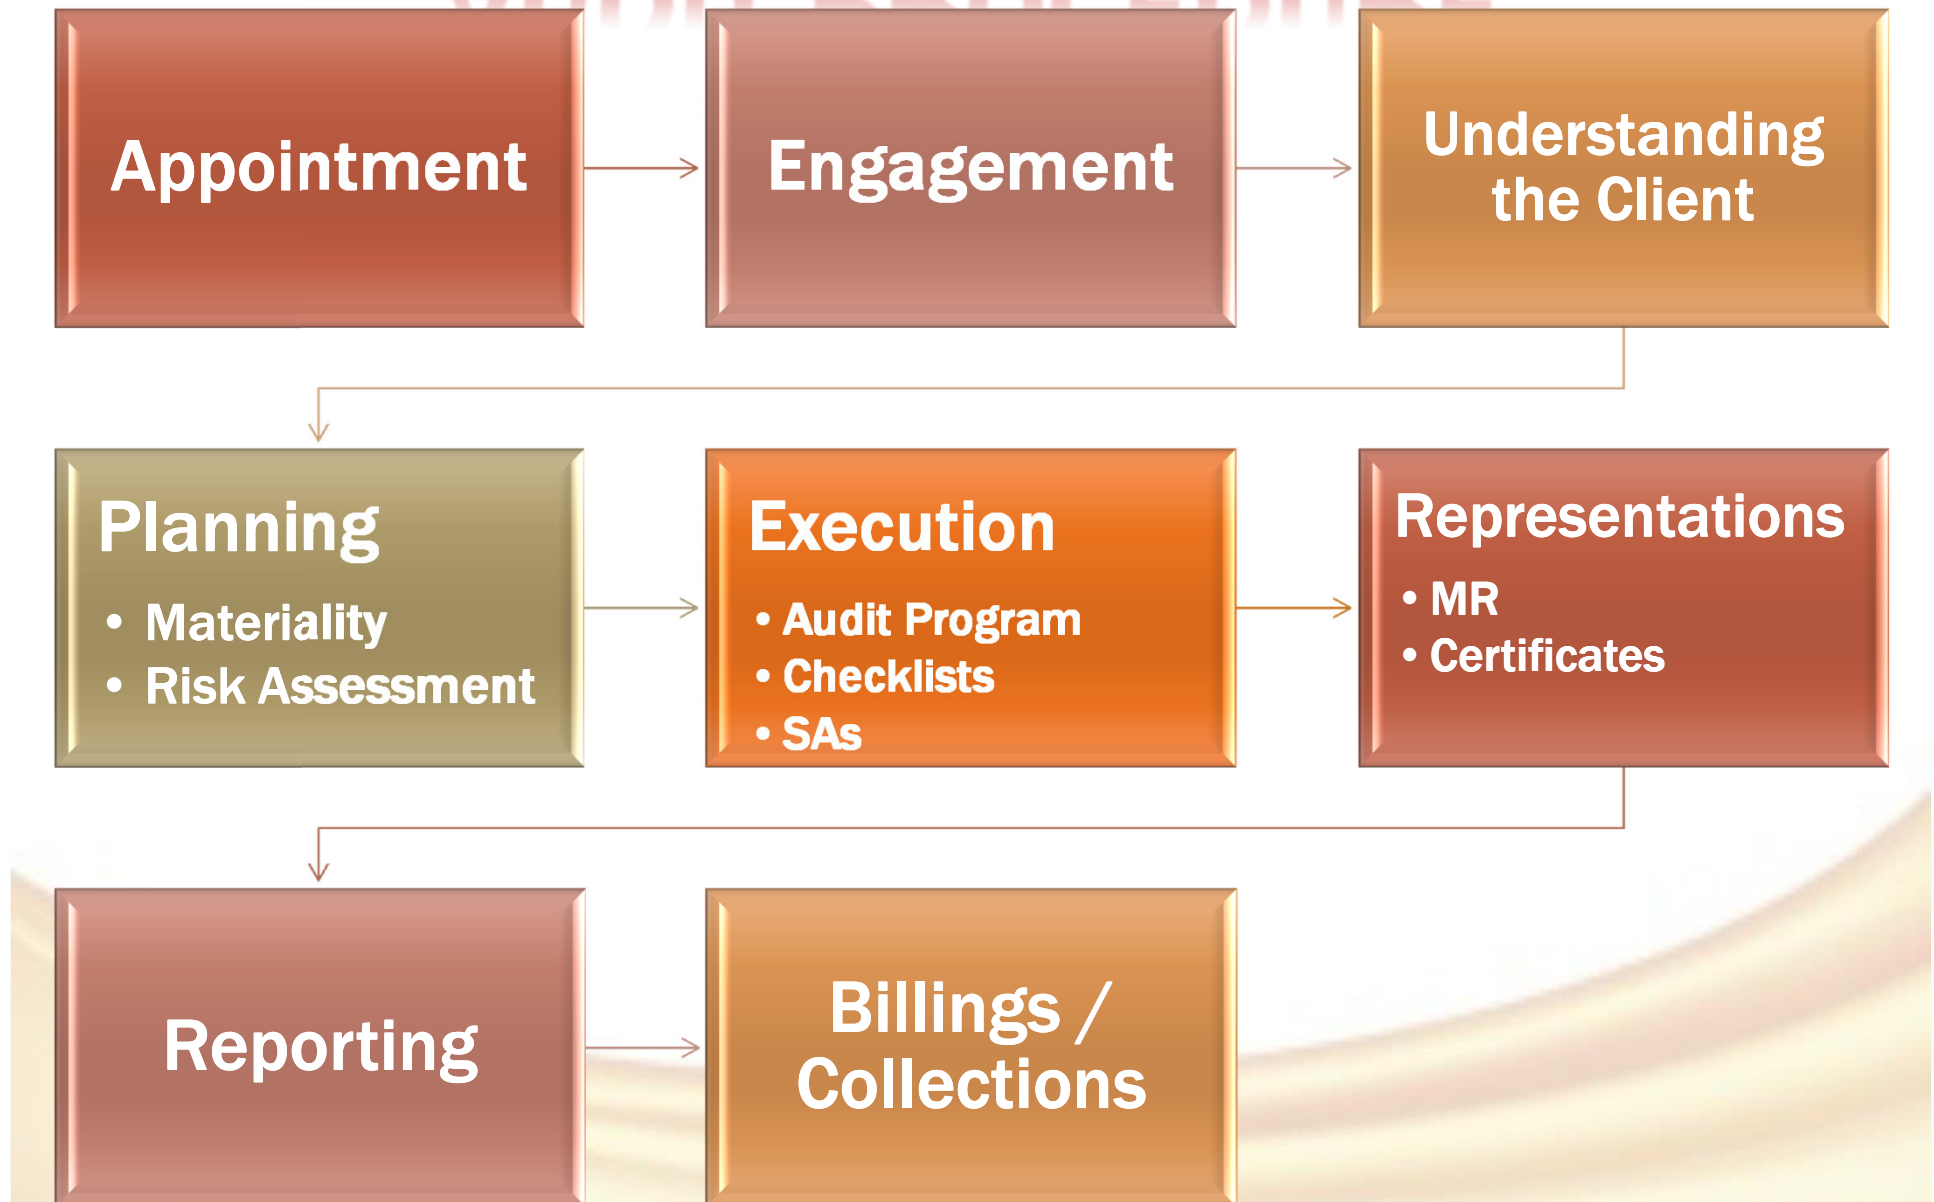 Appointment
Engagement
Understanding
the Client
Planning
• Materiality
• Risk Assessment
Execution
• Audit Program
• Checklists
• SAs
Representations
• MR
• Certificates
Reporting
Billings /
Collections